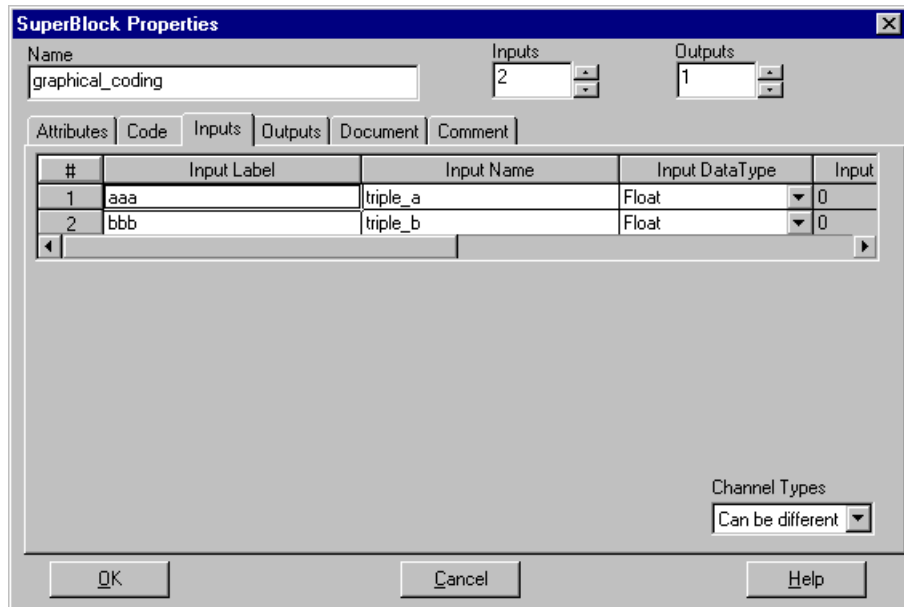 SuperBlock Properties
Name Inputs Outputs
graphical_coding 2 1
Attributes Code Inputs Outputs Document Comment
# Input Label Input Name Input DataType Input
1 aaa triple_a Float 0
2 bbb triple_b Float 0
Channel Types
Can be different
OK Cancel Help